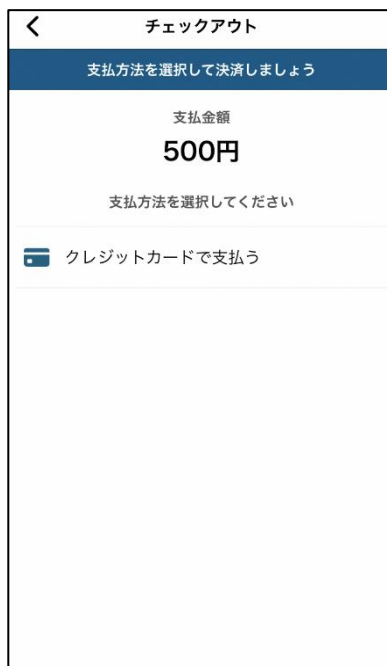 チェックアウト
支払方法を選択して決済しましょう
支払金額
500円
支払方法を選択してください
クレジットカードで支払う